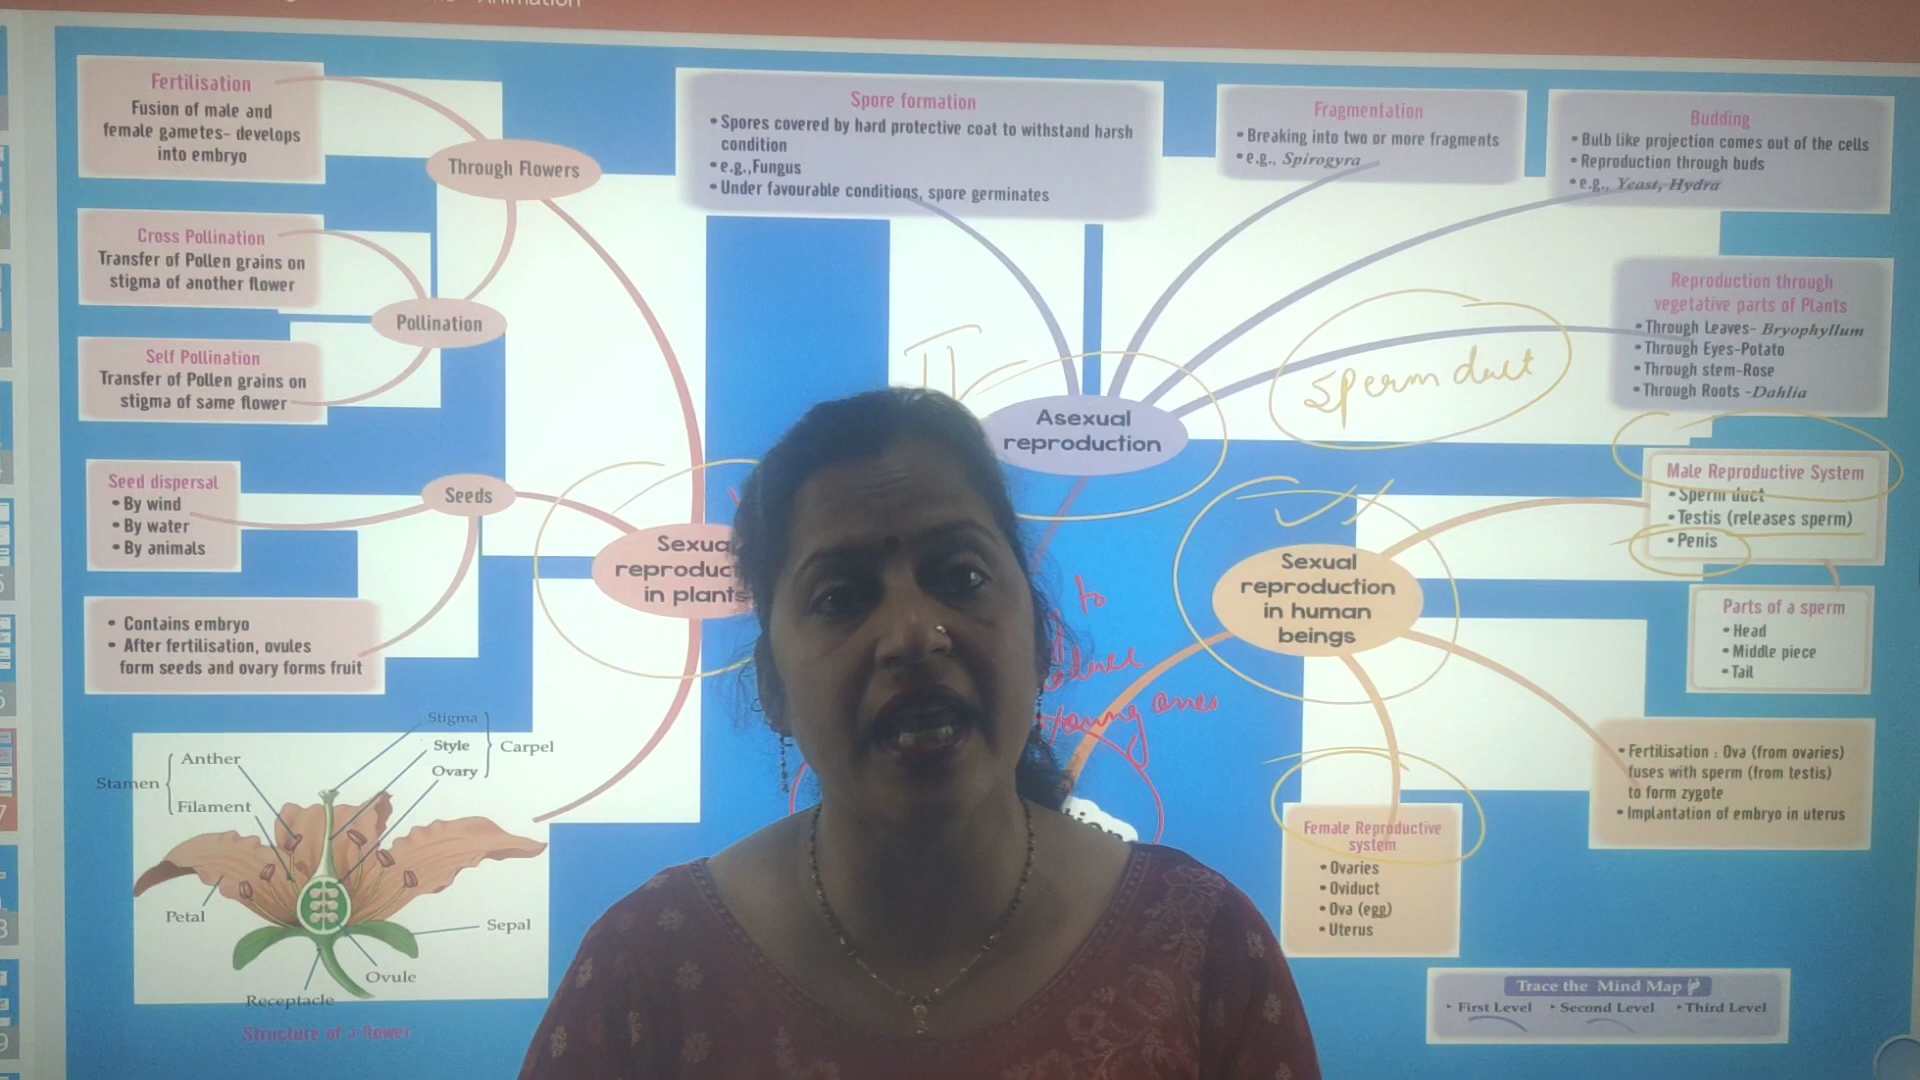 Fertilisation
Fusion of male and
female gametes- develops
into embryo
Through Flowers
Cross Pollination
Transfer of Pollen grains on
stigma of another flower
Pollination
Self Pollination
Transfer of Pollen grains on
stigma of same flower
Seed dispersal
• By wind
• By water
• By animals
Seeds
• Contains embryo
• After fertilisation, ovules
form seeds and ovary forms fruit
Sexua
reproduct
in plants
Stigma
Style
Ovary
Carpel
Anther
Stamen
Filament
Petal
Sepal
Ovule
Receptacle
Structure of a flower
Spore formation
• Spores covered by hard protective coat to withstand harsh
condition
• e.g.,Fungus
• Under favourable conditions, spore germinates
Fragmentation
• Breaking into two or more fragments
• e.g., Spirogyra
Budding
• Bulb like projection comes out of the cells
• Reproduction through buds
• e.g., Yeast, Hydra
Reproduction through
vegetative parts of Plants
• Through Leaves- Bryophyllum
• Through Eyes-Potato
• Through stem-Rose
• Through Roots -Dahlia
Asexual
reproduction
sperm duct
Male Reproductive System
• Sperm duct
• Testis (releases sperm)
• Penis
Parts of a sperm
• Head
• Middle piece
• Tail
Sexual
reproduction
in human
beings
to
young ones
• Fertilisation : Ova (from ovaries)
fuses with sperm (from testis)
to form zygote
• Implantation of embryo in uterus
Female Reproductive
system
• Ovaries
• Oviduct
• Ova (egg)
• Uterus
Trace the Mind Map
‣ First Level ‣ Second Level ‣ Third Level